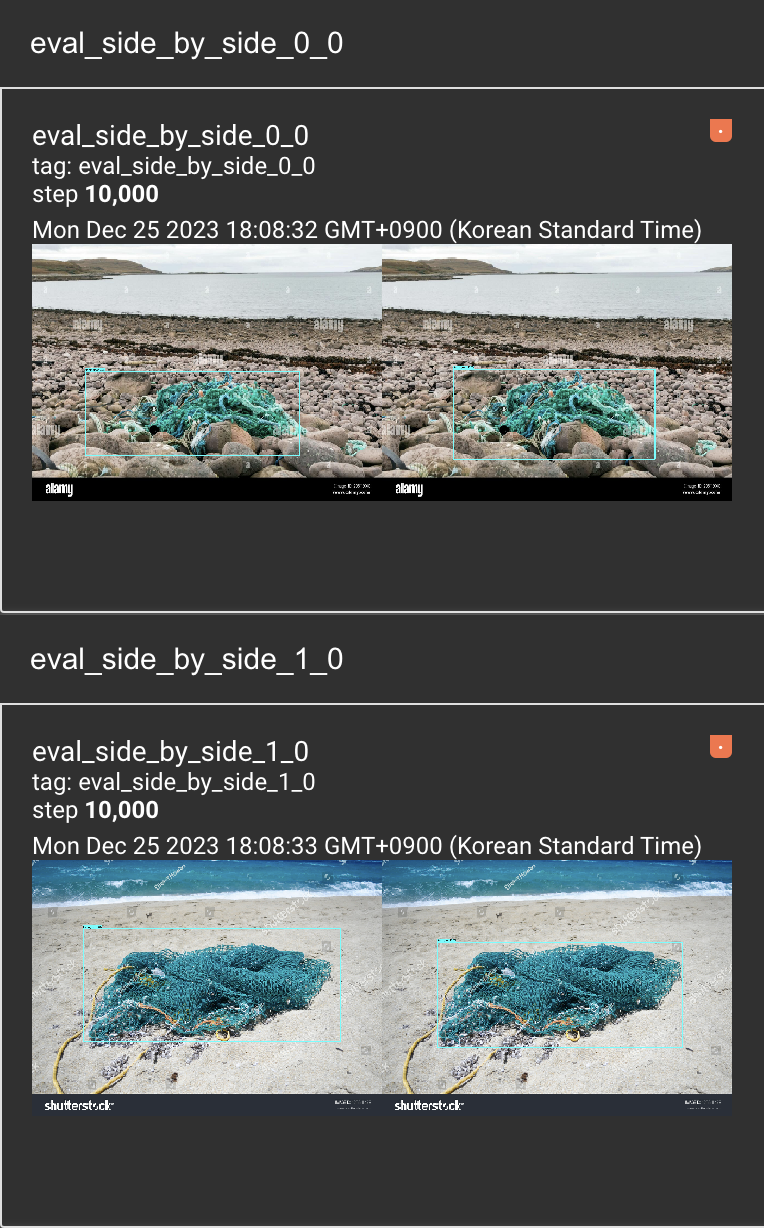 eval_side_by_side_0_0
eval_side_by_side_0_0
tag: eval_side_by_side_0_0
step 10,000
Mon Dec 25 2023 18:08:32 GMT+0900 (Korean Standard Time)
alamy
alamy
alamy
alamy
alamy
alamy
alamy
alamy
alamy
alamy
eval_side_by_side_1_0
eval_side_by_side_1_0
tag: eval_side_by_side_1_0
step 10,000
Mon Dec 25 2023 18:08:33 GMT+0900 (Korean Standard Time)
shutterstock
shutterstock